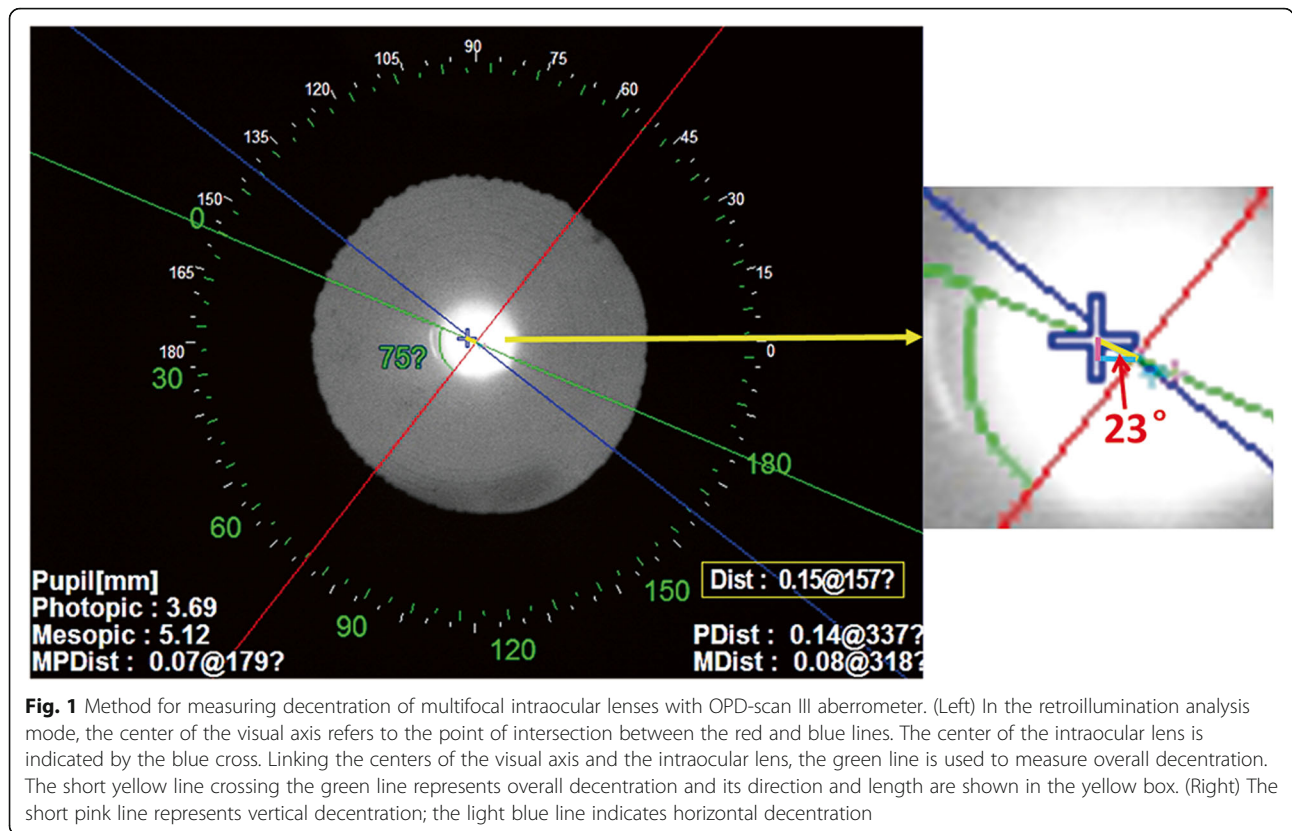 90
105
75
120
60
135
45
150
30
0
165
15
75?
180
0
30
23°
180
60
150
90
120
Pupil[mm]
Photopic : 3.69
Mesopic : 5.12
MPDist : 0.07@179?
Dist : 0.15@157?
PDist : 0.14@337?
MDist : 0.08@318?
Fig. 1 Method for measuring decentration of multifocal intraocular lenses with OPD-scan III aberrometer. (Left) In the retroillumination analysis
mode, the center of the visual axis refers to the point of intersection between the red and blue lines. The center of the intraocular lens is
indicated by the blue cross. Linking the centers of the visual axis and the intraocular lens, the green line is used to measure overall decentration.
The short yellow line crossing the green line represents overall decentration and its direction and length are shown in the yellow box. (Right) The
short pink line represents vertical decentration; the light blue line indicates horizontal decentration